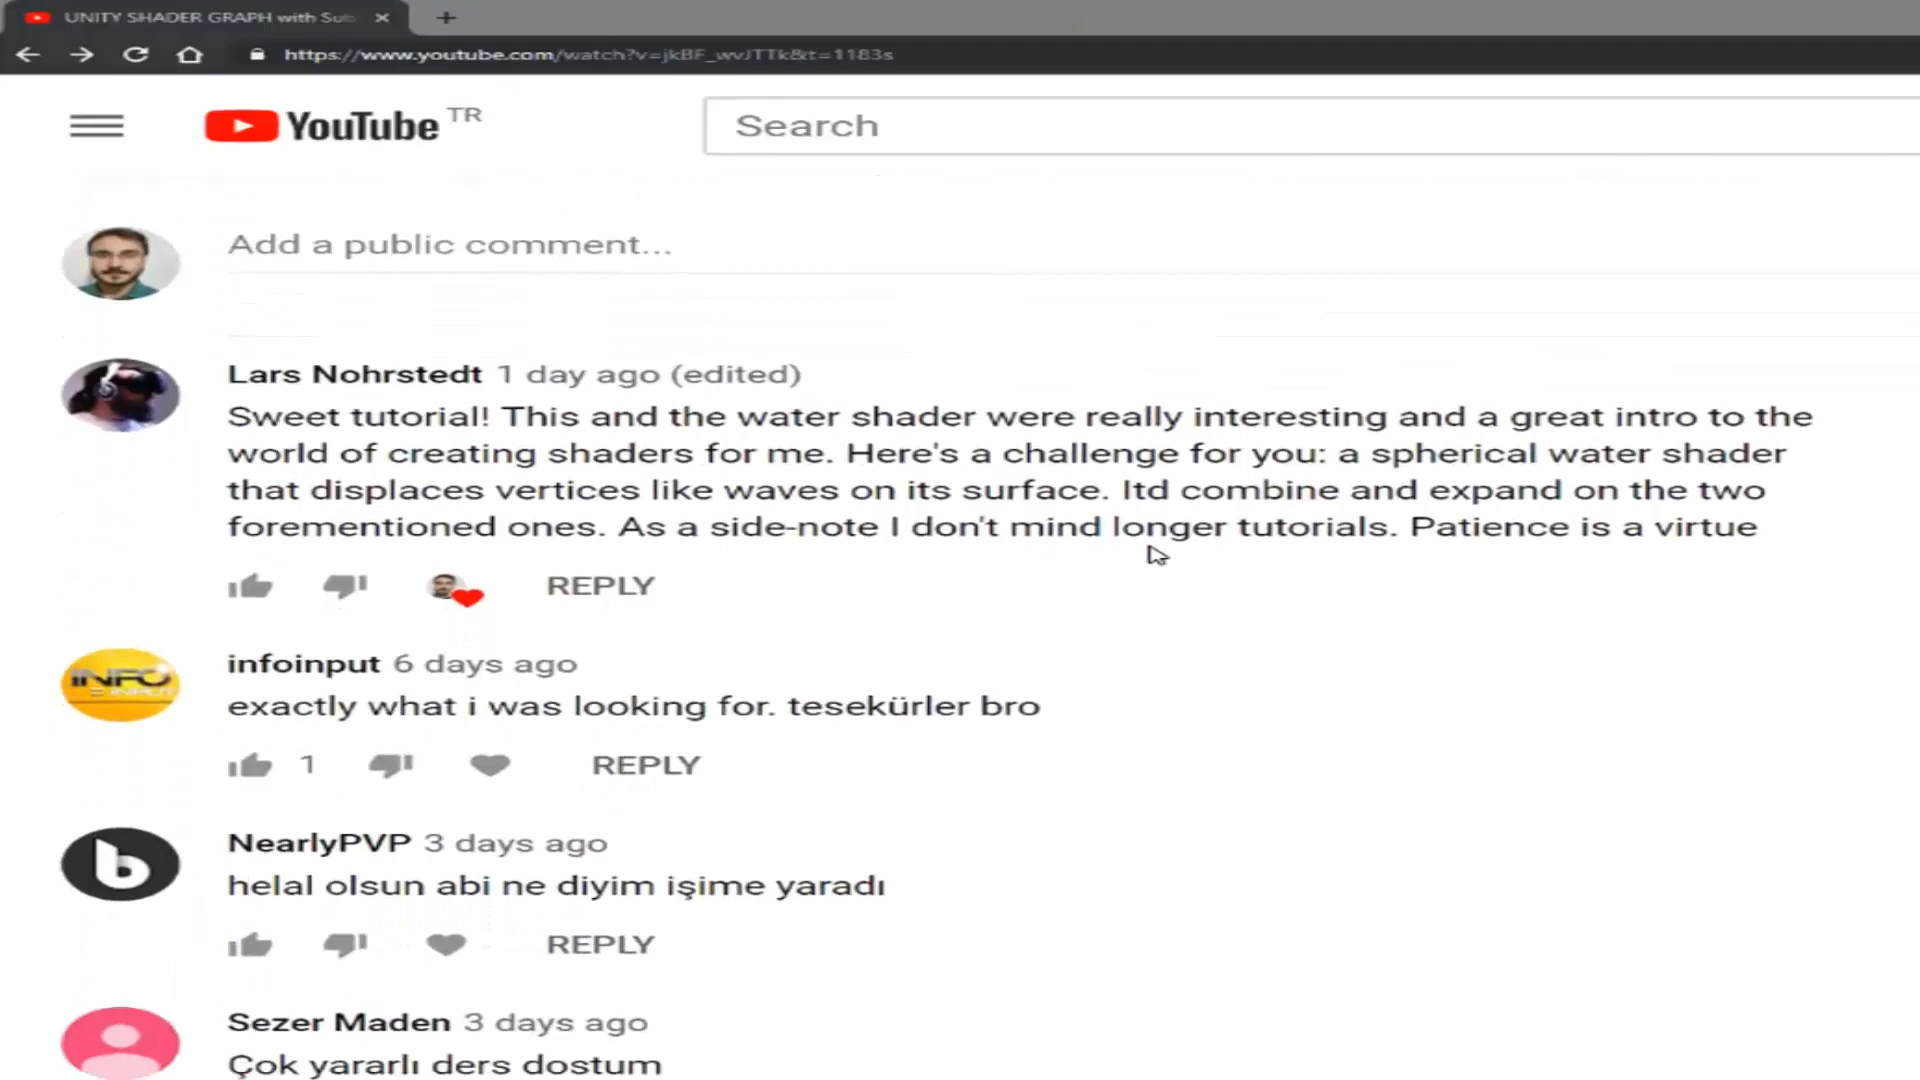 UNITY SHADER GRAPH with Sub
https://www.youtube.com/watch?v=jkBF_wvJTTk&t=1183s
YouTube TR
Search
Add a public comment...
Lars Nohrstedt 1 day ago (edited)
Sweet tutorial! This and the water shader were really interesting and a great intro to the
world of creating shaders for me. Here's a challenge for you: a spherical water shader
that displaces vertices like waves on its surface. Itd combine and expand on the two
forementioned ones. As a side-note I don't mind longer tutorials. Patience is a virtue
REPLY
INFO
infoinput 6 days ago
exactly what i was looking for. tesekürler bro
1 REPLY
b
NearlyPVP 3 days ago
helal olsun abi ne diyim işime yaradı
REPLY
Sezer Maden 3 days ago
Çok yararlı ders dostum